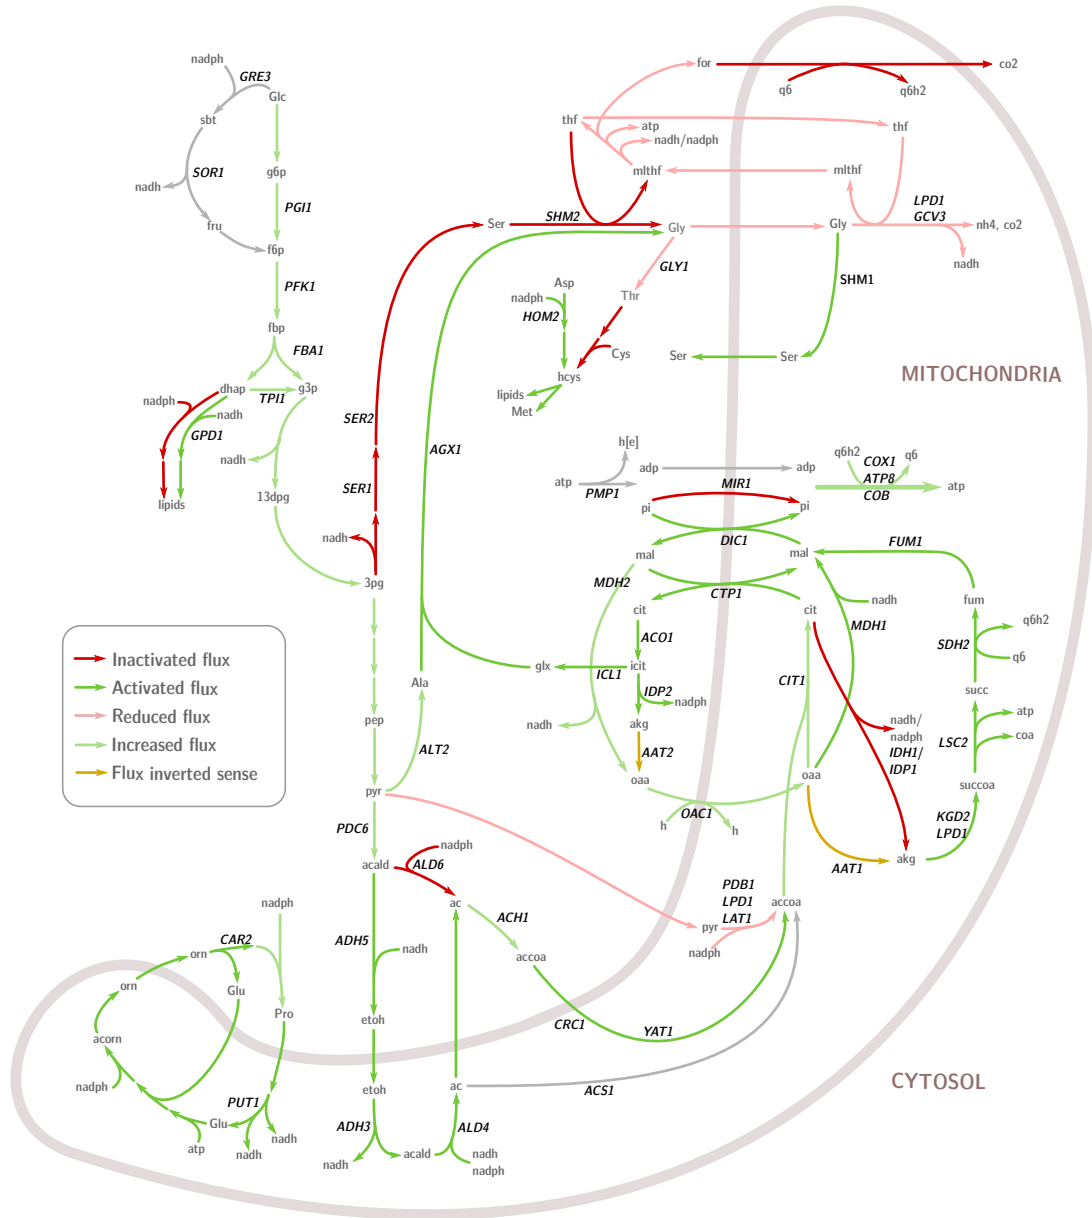 nadph
GRE3
Glc
sbt
g6p
SOR1
nadh
PGI1
fru
f6p
PFK1
fbp
FBA1
dhap
g3p
TPI1
nadph
nadh
GPD1
nadh
13dpg
lipids
SER2
SER1
nadh
3pg
AGX1
for
co2
q6
q6h2
thf
atp
nadh/nadph
thf
mlthf
mlthf
LPD1
GCV3
Ser
SHM2
Gly
Gly
nh4, co2
nadh
GLY1
SHM1
Asp
nadph
HOM2
Thr
Cys
Ser
Ser
hcys
lipids
Met
MITOCHONDRIA
h[e]
adp
adp
atp
PMP1
q6h2
COX1
ATP8
COB
q6
atp
MIR1
pi
pi
DIC1
mal
mal
FUM1
MDH2
CTP1
nadh
fum
cit
cit
MDH1
q6h2
ACO1
SDH2
q6
glx
ICL1
icit
IDP2
nadph
CIT1
succ
Ala
akg
nadh
nadh/
nadph
IDH1/
IDP1
atp
LSC2
coa
AAT2
oaa
oaa
succoa
ALT2
pep
pyr
h
OAC1
h
KGD2
LPD1
AAT1
akg
Inactivated flux
Activated flux
Reduced flux
Increased flux
Flux inverted sense
PDC6
acald
nadph
ALD6
ac
ACH1
accoa
PDB1
LPD1
LAT1
accoa
pyr
nadph
nadph
CAR2
orn
orn
Glu
Pro
acorn
nadph
PUT1
Glu
atp
nadh
nadh
ADH5
nadh
etoh
etoh
ADH3
nadh
acald
ALD4
nadh
nadph
ac
CRC1
YAT1
ACS1
CYTOSOL